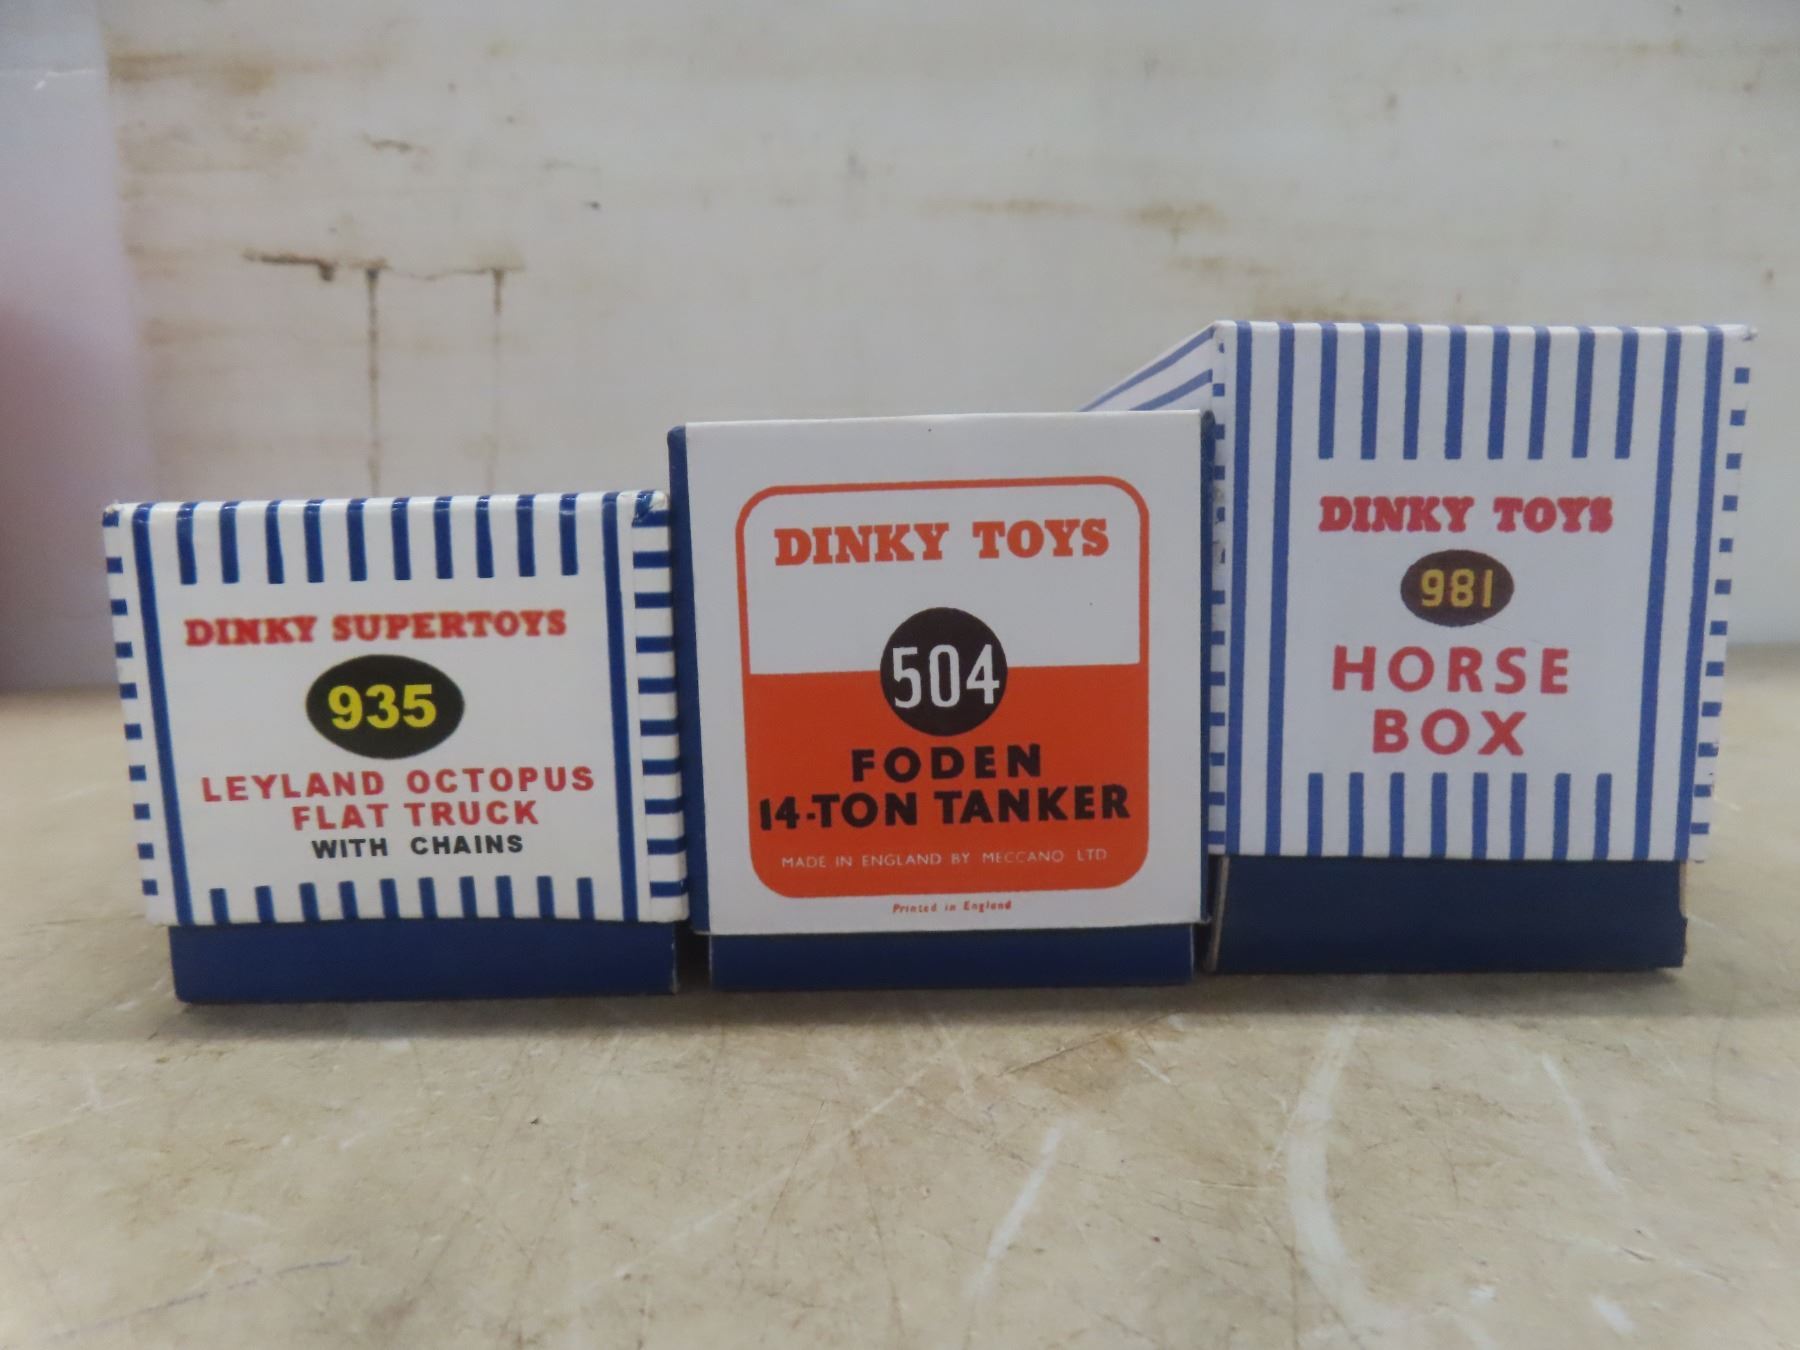 DINKY SUPERTOYS
935
LEYLAND OCTOPUS
FLAT TRUCK
WITH CHAINS
DINKY TOYS
504
FODEN
14-TON TANKER
MADE IN ENGLAND BY MECCANO LTD
Printed in England
DINKY TOYS
981
HORSE
BOX